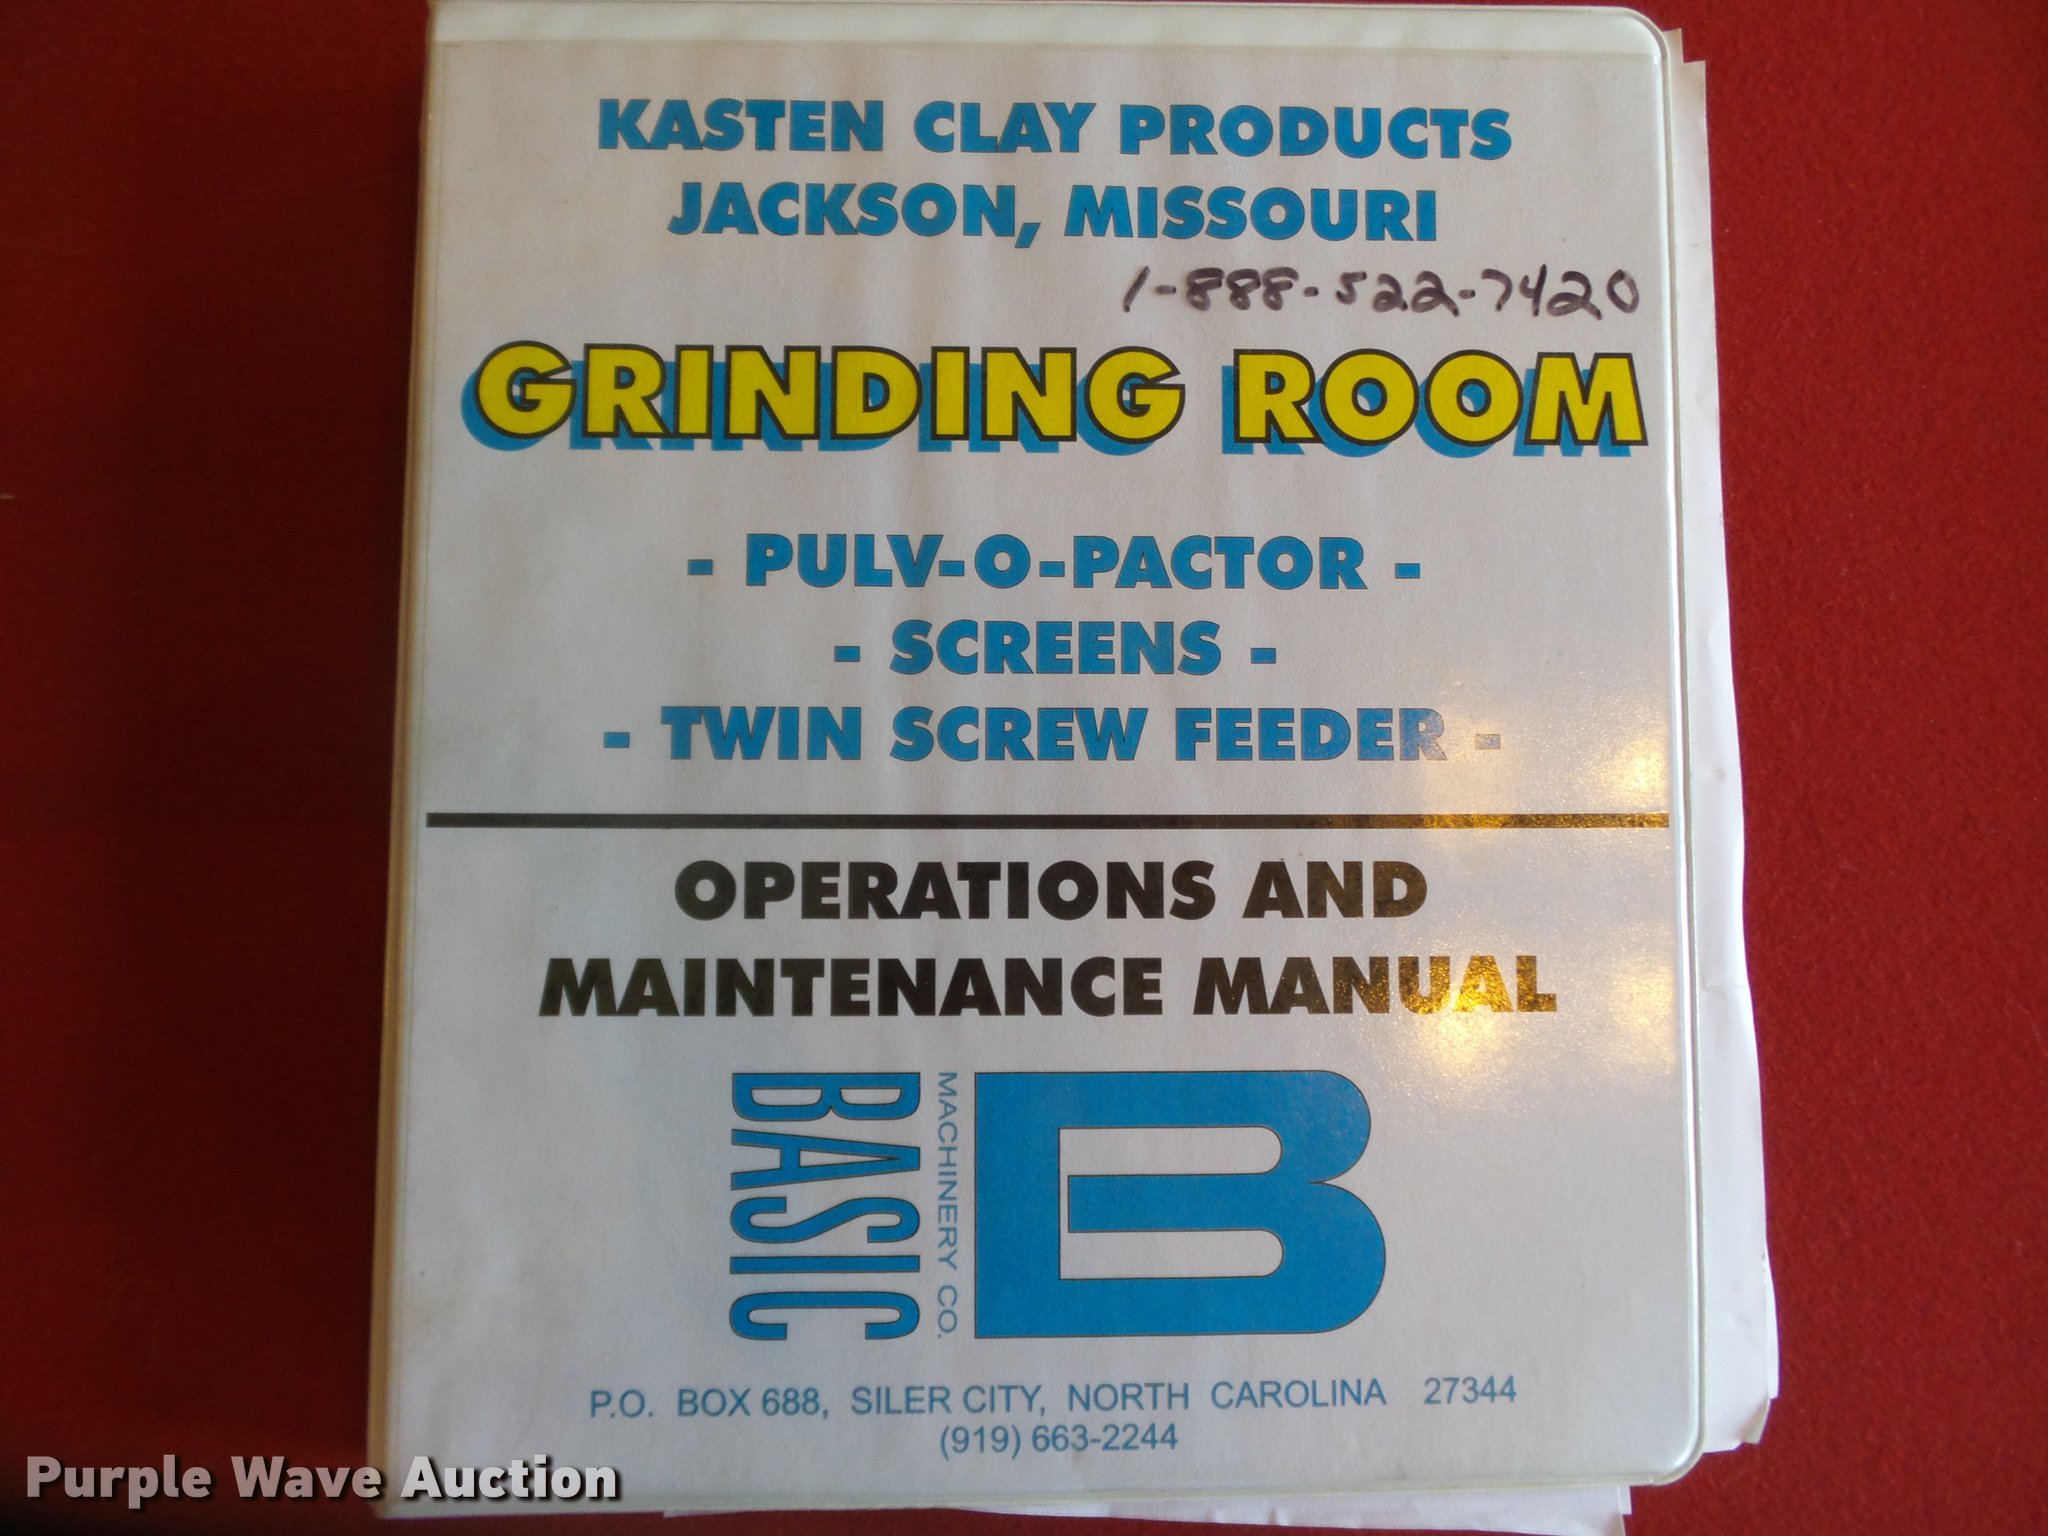 KASTEN CLAY PRODUCTS
JACKSON, MISSOURI
1-888-522-7420
GRINDING ROOM
- PULV-O-PACTOR -
- SCREENS -
- TWIN SCREW FEEDER -
OPERATIONS AND
MAINTENANCE MANUAL
B
MACHINERY CO.
BASIC
P.O. BOX 688, SILER CITY, NORTH CAROLINA 27344
(919) 663-2244
Purple Wave Auction